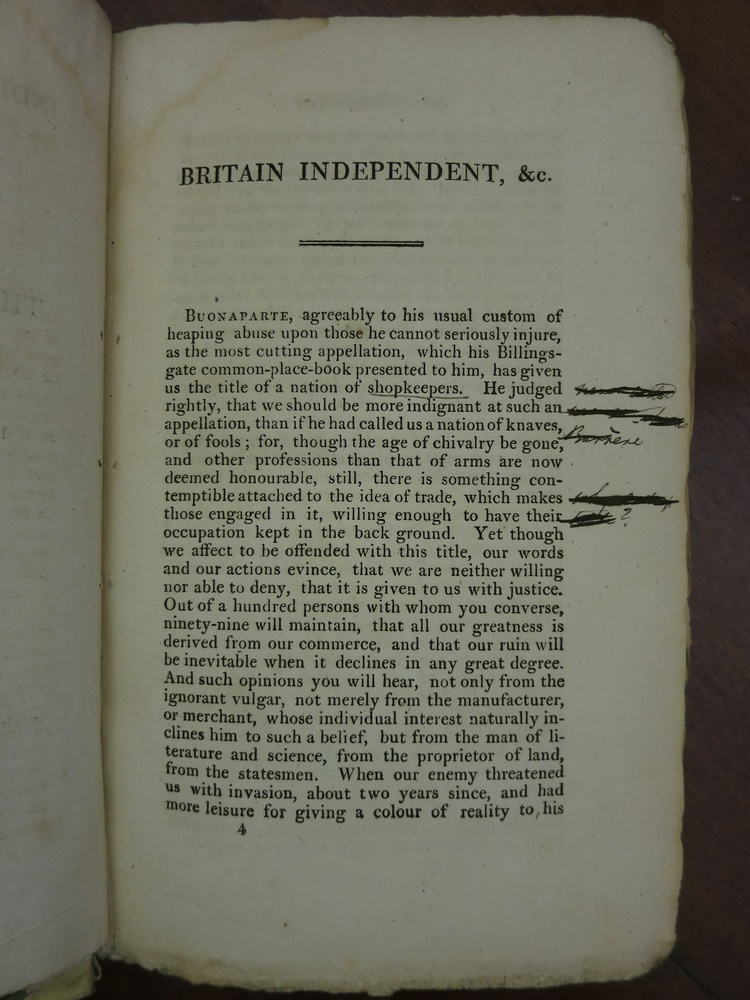 BRITAIN INDEPENDENT, &c.
BUONAPARTE, agreeably to his usual custom of
heaping abuse upon those he cannot seriously injure,
as the most cutting appellation, which his Billings-
gate common-place-book presented to him, has given
us the title of a nation of shopkeepers. He judged
rightly, that we should be more indignant at such an
appellation, than if he had called us a nation of knaves,
or of fools; for, though the age of chivalry be gone,
Barrere
and other professions than that of arms are now
deemed honourable, still, there is something con-
temptible attached to the idea of trade, which makes
those engaged in it, willing enough to have their
?
occupation kept in the back ground. Yet though
we affect to be offended with this title, our words
and our actions evince, that we are neither willing
nor able to deny, that it is given to us with justice.
Out of a hundred persons with whom you converse,
ninety-nine will maintain, that all our greatness is
derived from our commerce, and that our ruin will
be inevitable when it declines in any great degree.
And such opinions you will hear, not only from the
ignorant vulgar, not merely from the manufacturer,
or merchant, whose individual interest naturally in-
clines him to such a belief, but from the man of li-
terature and science, from the proprietor of land,
from the statesmen. When our enemy threatened
us with invasion, about two years since, and had
more leisure for giving a colour of reality to his
4